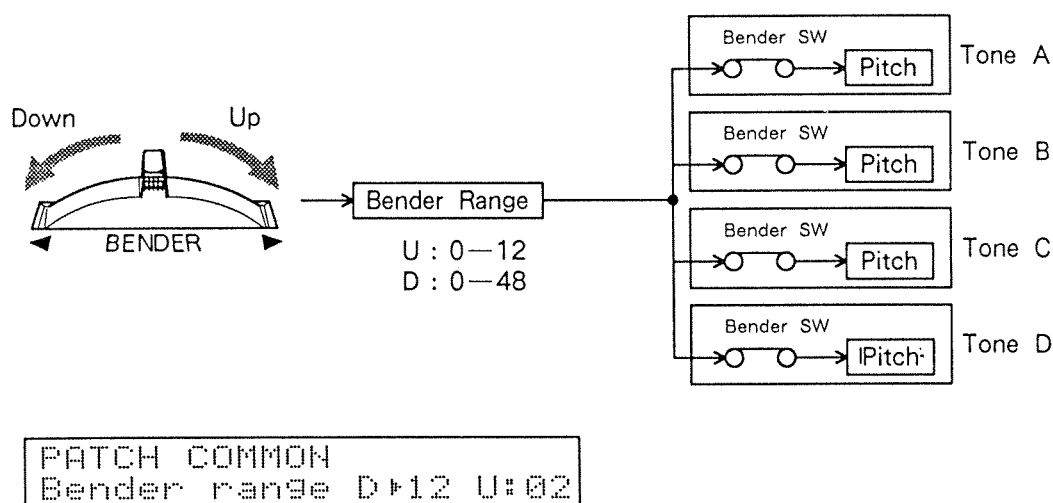 Down
Up
◀ BENDER ▶
Bender Range
U : 0—12
D : 0—48
Bender SW
Pitch
Tone A
Bender SW
Pitch
Tone B
Bender SW
Pitch
Tone C
Bender SW
Pitch
Tone D
PATCH COMMON
Bender range D▶12 U:02